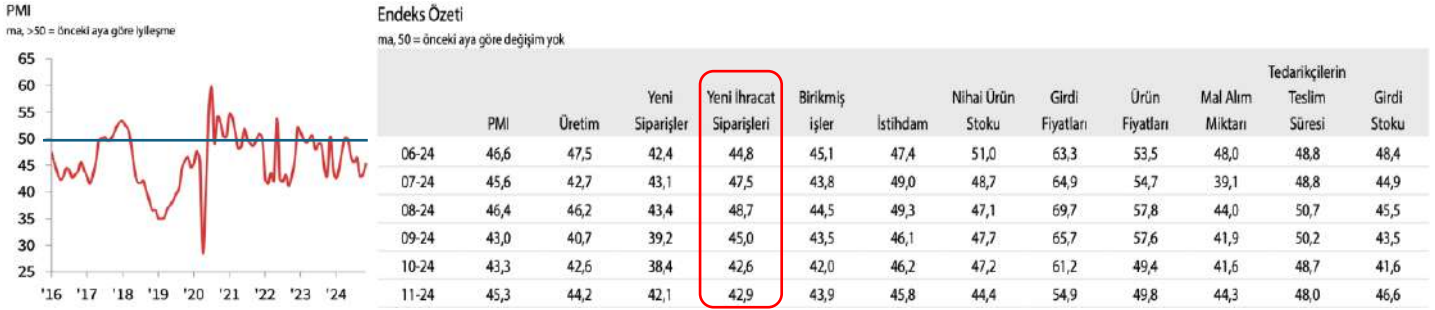 PMI
ma, >50 = önceki aya göre iyileşme
65
60
55
50
45
40
35
30
25
'16 '17 '18 '19 '20 '21 '22 '23 '24
Endeks Özeti
ma, 50 = önceki aya göre değişim yok
PMI Üretim Yeni Siparişler Yeni İhracat Siparişleri Birikmiş işler İstihdam Nihai Ürün Stoku Girdi Fiyatları Ürün Fiyatları Mal Alım Miktarı Tedarikçilerin Teslim Süresi Girdi Stoku
06-24 46,6 47,5 42,4 44,8 45,1 47,4 51,0 63,3 53,5 48,0 48,8 48,4
07-24 45,6 42,7 43,1 47,5 43,8 49,0 48,7 64,9 54,7 39,1 48,8 44,9
08-24 46,4 46,2 43,4 48,7 44,5 49,3 47,1 69,7 57,8 44,0 50,7 45,5
09-24 43,0 40,7 39,2 45,0 43,5 46,1 47,7 65,7 57,6 41,9 50,2 43,5
10-24 43,3 42,6 38,4 42,6 42,0 46,2 47,2 61,2 49,4 41,6 48,7 41,6
11-24 45,3 44,2 42,1 42,9 43,9 45,8 44,4 54,9 49,8 44,3 48,0 46,6